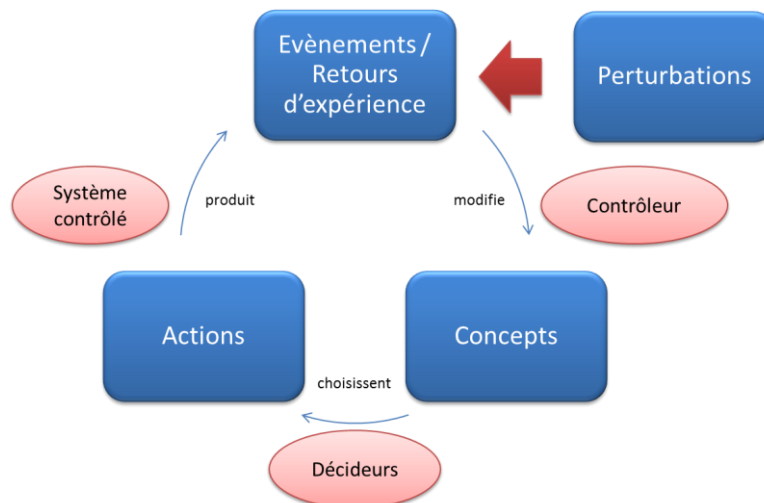 Evènements /
Retours
d'expérience
Perturbations
Système
contrôlé
produit
modifie
Contrôleur
Actions
Concepts
choisissent
Décideurs